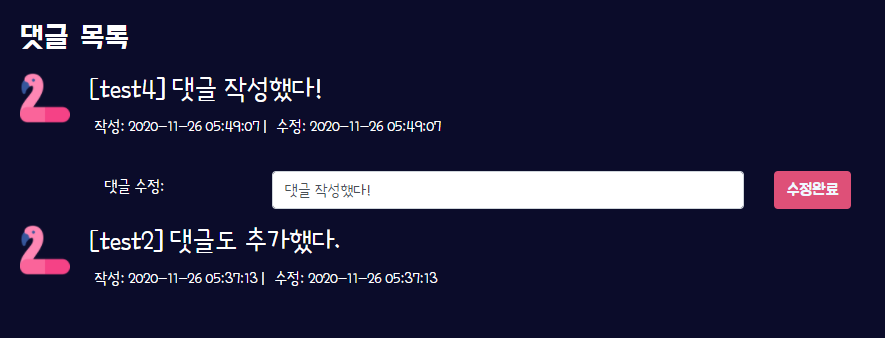 댓글 목톡
[test4] 댓글 작성했다!
작성: 2020-11-26 05:49:07 | 수정: 2020-11-26 05:49:07
댓글 수정: 댓글 작성했다! 수정완료
[test2] 댓글도 추가했다.
작성: 2020-11-26 05:37:13 | 수정: 2020-11-26 05:37:13